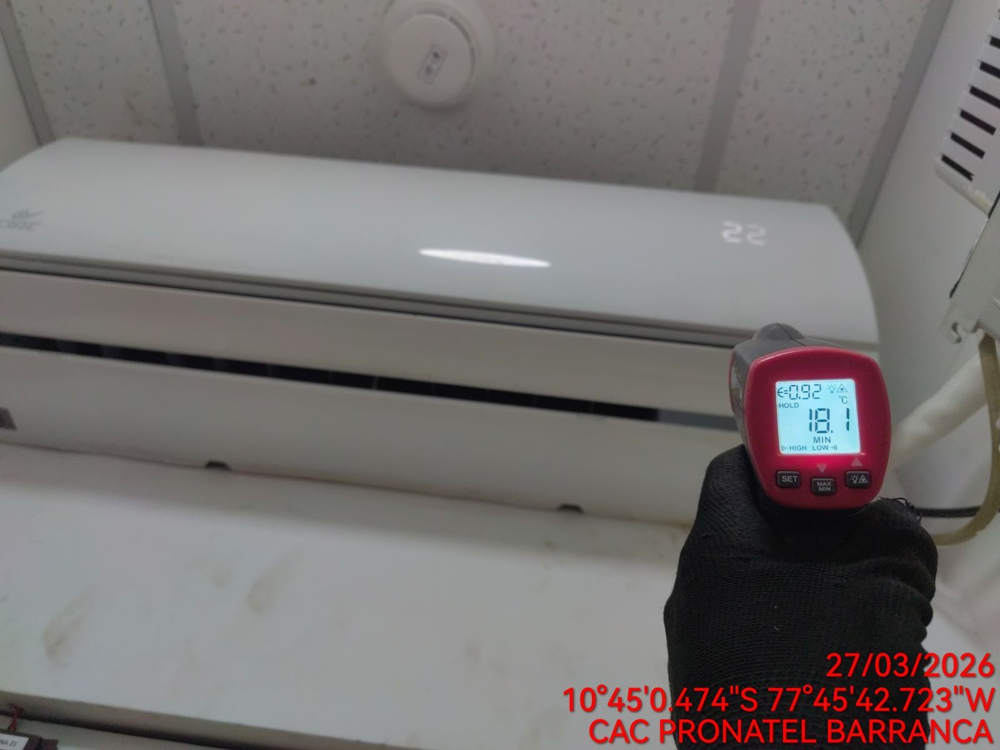 22
€=0.92
°C
HOLD
18.1
MIN
HIGH LOW
SET
MAX
MIN
27/03/2026
10°45'0.474"S 77°45'42.723"W
CAC PRONATEL BARRANCA